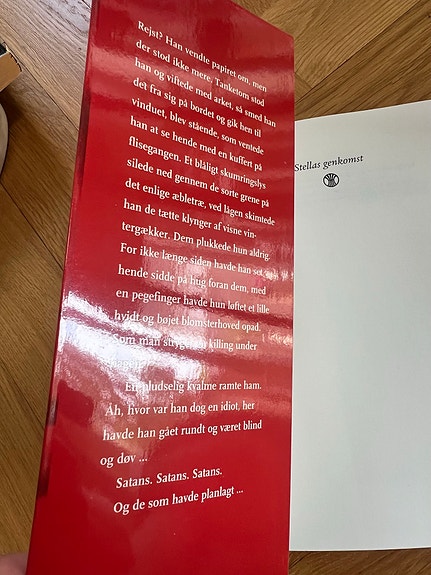 Rejst? Han vendte papiret om, men
der stod ikke mere. Tanketom stod
han og viftede med arket, så smed han
det fra sig på bordet og gik hen til
vinduet, blev stående, som ventede
han at se hende med en kuffert på
flisegangen. Et blåligt skumringslys
silede ned gennem de sorte grene på
det enlige æbletræ, ved lågen skimtede
han de tætte klynger af visne vin-
tergækker. Dem plukkede hun aldrig.
For ikke længe siden havde han set
hende sidde på hug foran dem, med
en pegefinger havde hun løftet et lille
hvidt og bøjet blomsterhoved opad.
Som man stryger en killing under
hagen.
En pludselig kvalme ramte ham.
Åh, hvor var han dog en idiot, her
havde han gået rundt og været blind
og døv ...
Satans. Satans. Satans.
Og de som havde planlagt ...
Stellas genkomst